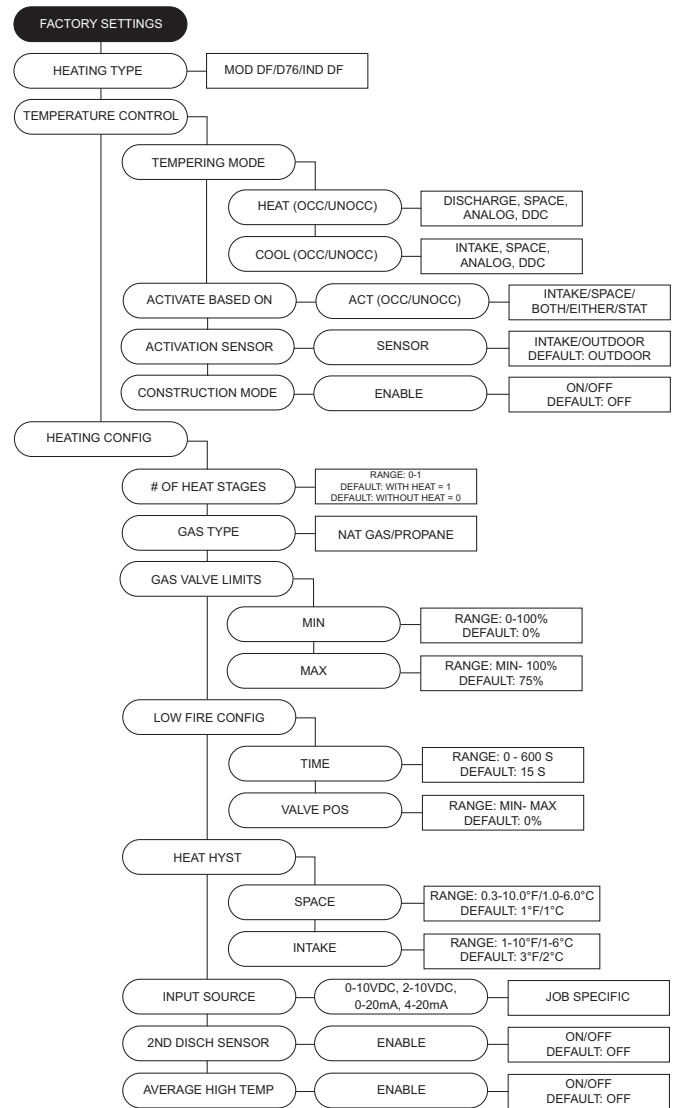 FACTORY SETTINGS
HEATING TYPE
MOD DF/D76/IND DF
TEMPERATURE CONTROL
TEMPERING MODE
HEAT (OCC/UNOCC)
DISCHARGE, SPACE,
ANALOG, DDC
COOL (OCC/UNOCC)
INTAKE, SPACE,
ANALOG, DDC
ACTIVATE BASED ON
ACT (OCC/UNOCC)
INTAKE/SPACE/
BOTH/EITHER/STAT
ACTIVATION SENSOR
SENSOR
INTAKE/OUTDOOR
DEFAULT: OUTDOOR
CONSTRUCTION MODE
ENABLE
ON/OFF
DEFAULT: OFF
HEATING CONFIG
# OF HEAT STAGES
RANGE: 0-1
DEFAULT: WITH HEAT = 1
DEFAULT: WITHOUT HEAT = 0
GAS TYPE
NAT GAS/PROPANE
GAS VALVE LIMITS
MIN
RANGE: 0-100%
DEFAULT: 0%
MAX
RANGE: MIN- 100%
DEFAULT: 75%
LOW FIRE CONFIG
TIME
RANGE: 0 - 600 S
DEFAULT: 15 S
VALVE POS
RANGE: MIN- MAX
DEFAULT: 0%
HEAT HYST
SPACE
RANGE: 0.3-10.0°F/1.0-6.0°C
DEFAULT: 1°F/1°C
INTAKE
RANGE: 1-10°F/1-6°C
DEFAULT: 3°F/2°C
INPUT SOURCE
0-10VDC, 2-10VDC,
0-20mA, 4-20mA
JOB SPECIFIC
2ND DISCH SENSOR
ENABLE
ON/OFF
DEFAULT: OFF
AVERAGE HIGH TEMP
ENABLE
ON/OFF
DEFAULT: OFF